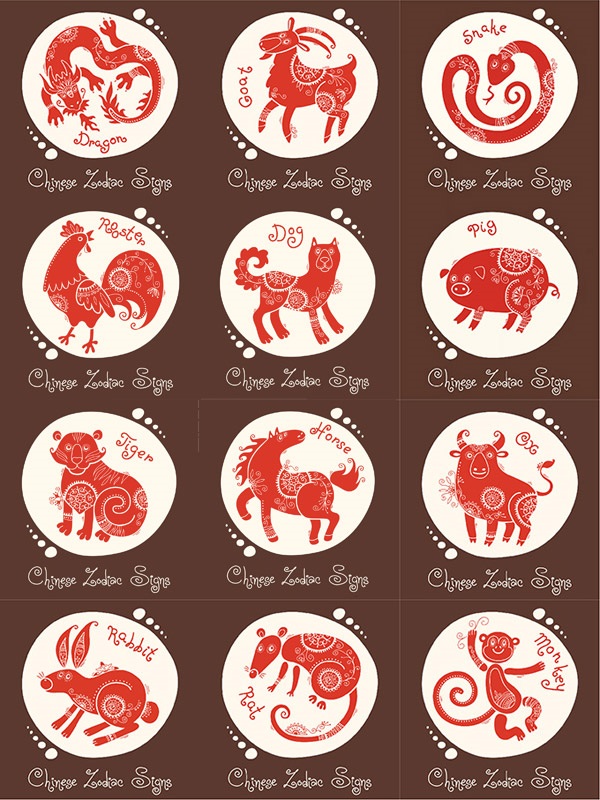 Dragon
Chinese Zodiac Signs
Goat
Chinese Zodiac Signs
Snake
Chinese Zodiac Signs
Rooster
Chinese Zodiac Signs
Dog
Chinese Zodiac Signs
Pig
Chinese Zodiac Signs
Tiger
Chinese Zodiac Signs
Horse
Chinese Zodiac Signs
Ox
Chinese Zodiac Signs
Rabbit
Chinese Zodiac Signs
Rat
Chinese Zodiac Signs
Monkey
Chinese Zodiac Signs